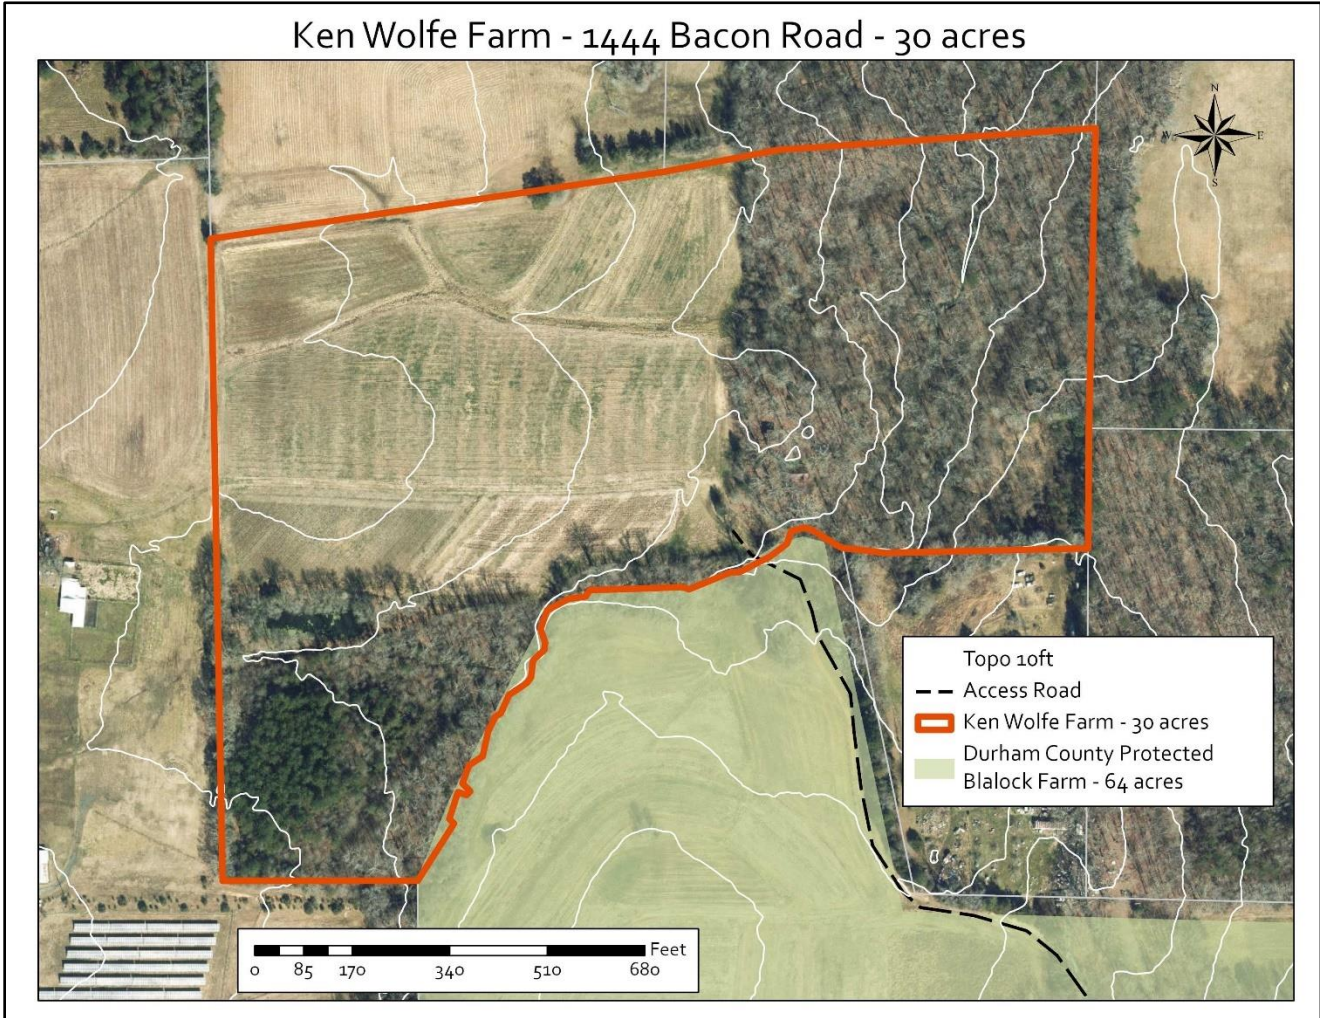 Ken Wolfe Farm - 1444 Bacon Road - 30 acres
N
W
E
S
Topo 10ft
Access Road
Ken Wolfe Farm - 30 acres
Durham County Protected
Blalock Farm - 64 acres
Feet
0 85 170 340 510 680